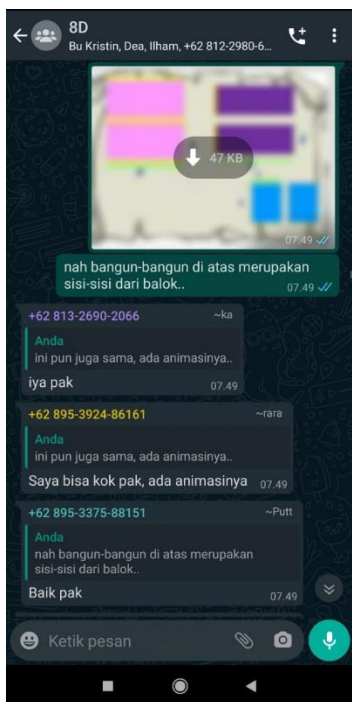 8D
Bu Kristin, Dea, Ilham, +62 812-2980-6...
47 KB
07.49
nah bangun-bangun di atas merupakan
sisi-sisi dari balok..
07.49
+62 813-2690-2066 ~ka
Anda
ini pun juga sama, ada animasinya..
iya pak
07.49
+62 895-3924-86161 ~rara
Anda
ini pun juga sama, ada animasinya..
Saya bisa kok pak, ada animasinya 07.49
+62 895-3375-88151 ~Putt
Anda
nah bangun-bangun di atas merupakan
sisi-sisi dari balok..
Baik pak
07.49
Ketik pesan